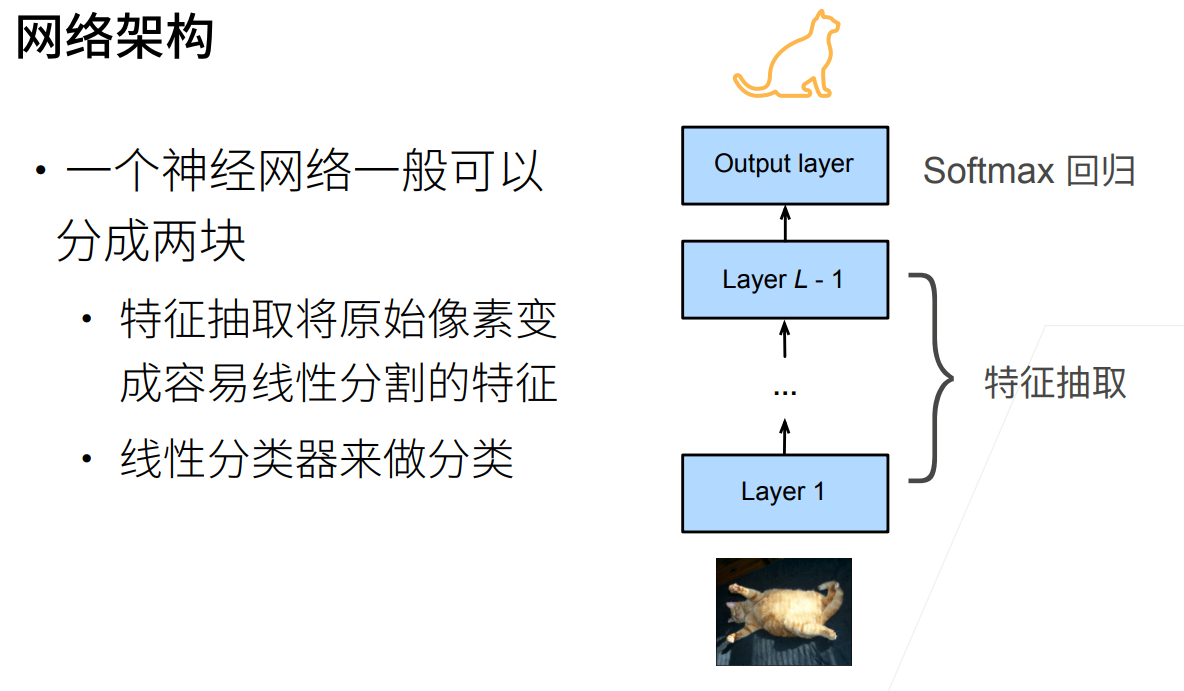 网络架构
• 一个神经网络一般可以
分成两块
• 特征抽取将原始像素变
成容易线性分割的特征
• 线性分类器来做分类
Output layer
Softmax 回归
Layer L - 1
...
特征抽取
Layer 1